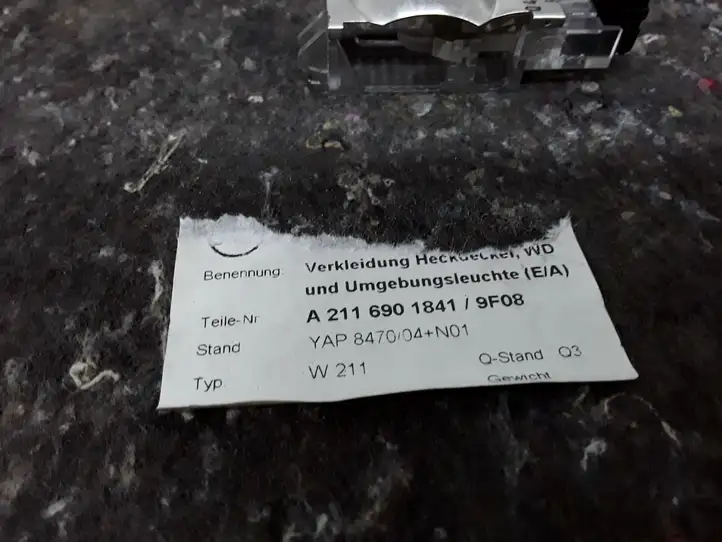 Benennung: Verkleidung Heckdeckel, WD
und Umgebungsleuchte (E/A)
Teile-Nr A 211 690 1841 / 9F08
Stand YAP 8470/04+N01
Typ W 211 Q-Stand Q3
Gewicht